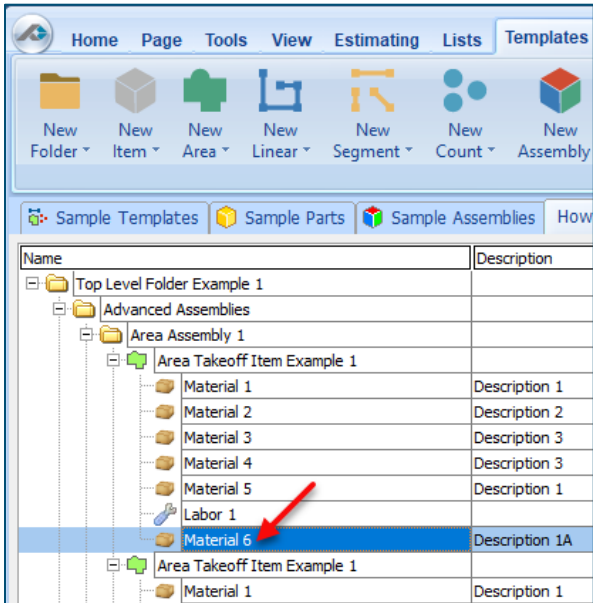 Home Page Tools View Estimating Lists Templates
New Folder New Item New Area New Linear New Segment New Count New Assembly
Sample Templates Sample Parts Sample Assemblies How
Name Description
Top Level Folder Example 1
Advanced Assemblies
Area Assembly 1
Area Takeoff Item Example 1
Material 1 Description 1
Material 2 Description 2
Material 3 Description 3
Material 4 Description 3
Material 5 Description 1
Labor 1
Material 6 Description 1A
Area Takeoff Item Example 1
Material 1 Description 1